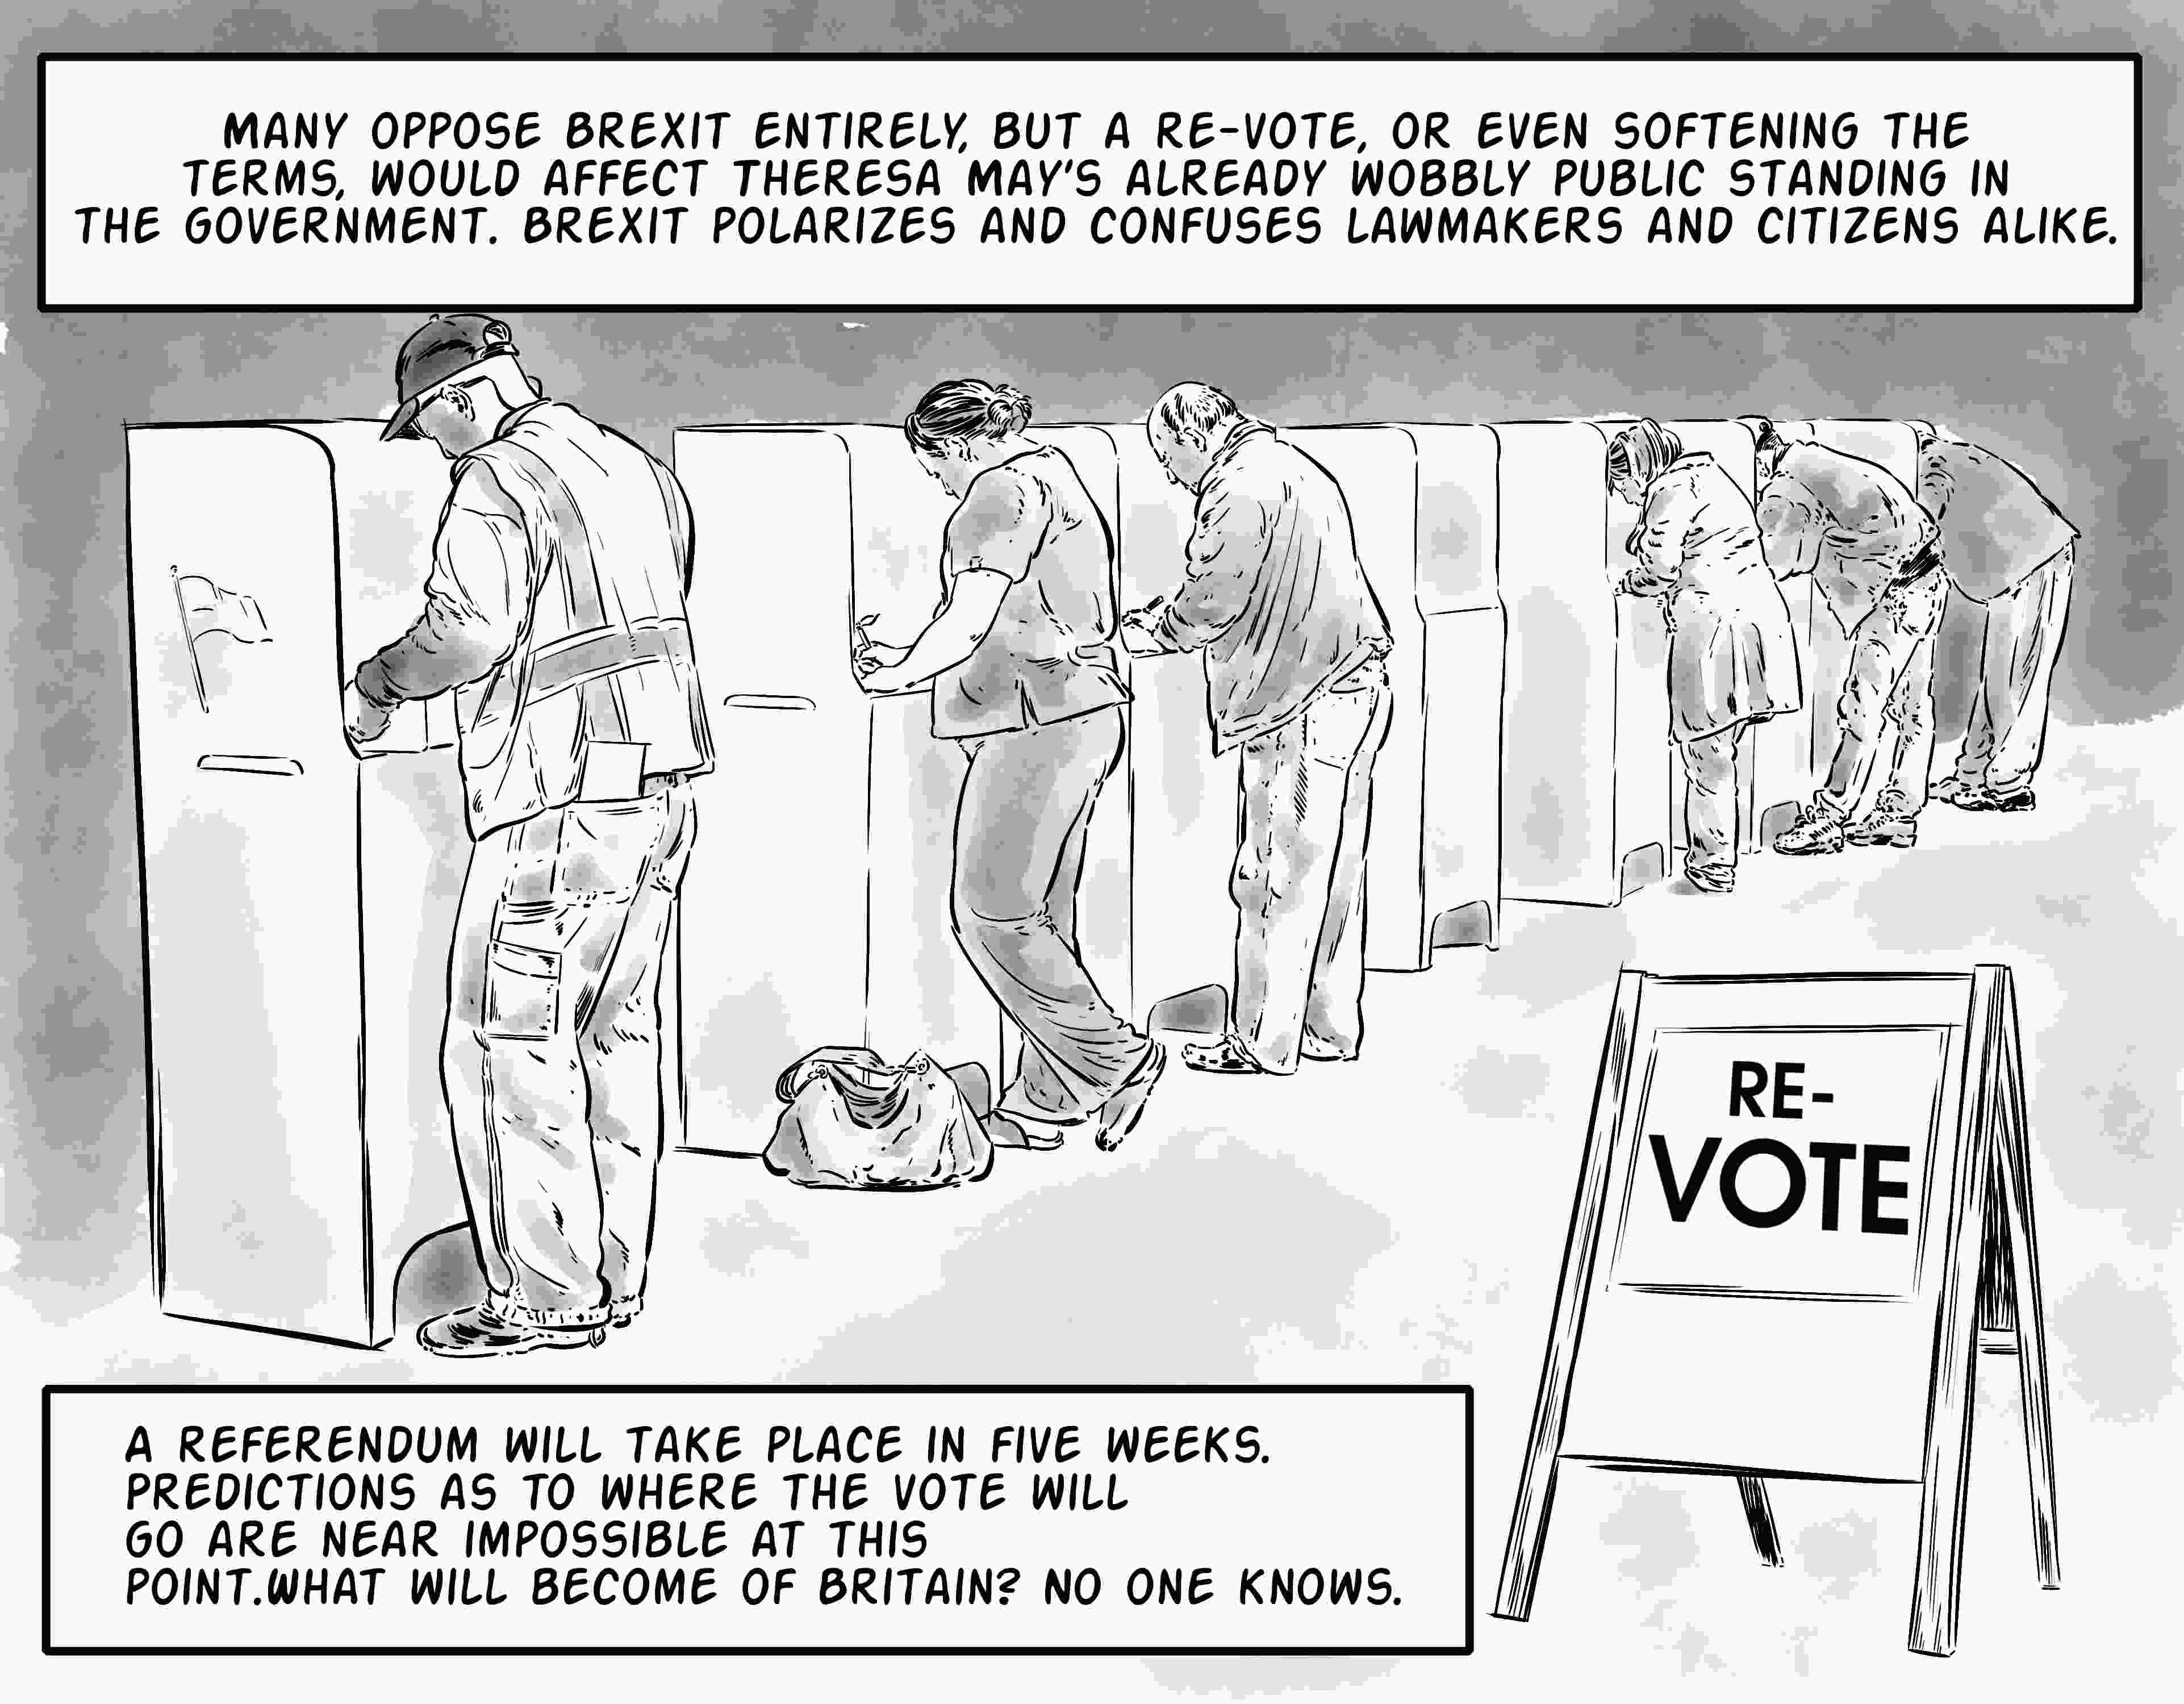 MANY OPPOSE BREXIT ENTIRELY, BUT A RE-VOTE, OR EVEN SOFTENING THE
TERMS, WOULD AFFECT THERESA MAY'S ALREADY WOBBLY PUBLIC STANDING IN
THE GOVERNMENT. BREXIT POLARIZES AND CONFUSES LAWMAKERS AND CITIZENS ALIKE.
RE-
VOTE
A REFERENDUM WILL TAKE PLACE IN FIVE WEEKS.
PREDICTIONS AS TO WHERE THE VOTE WILL
GO ARE NEAR IMPOSSIBLE AT THIS
POINT.WHAT WILL BECOME OF BRITAIN? NO ONE KNOWS.